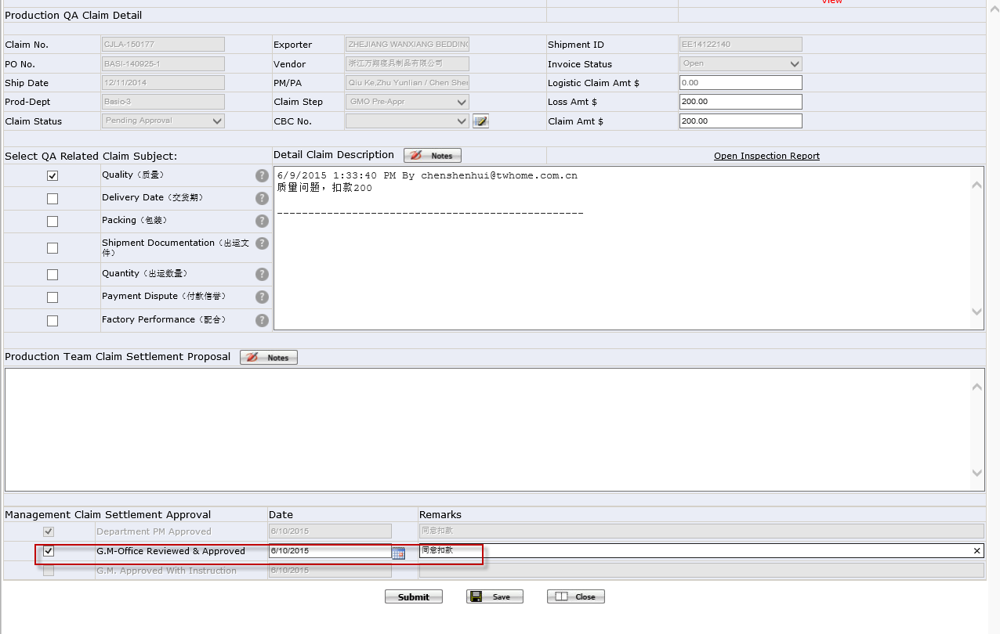 View
Production QA Claim Detail
Claim No. CJLA-150177 Exporter ZHEJIANG WANXIANG BEDDING Shipment ID EE14122140
PO No. BASI-140925-1 Vendor 浙江万翔寝具制品有限公司 Invoice Status Open
Ship Date 12/11/2014 PM/PA Qiu Ke,Zhu Yunlian / Chen Shen Logistic Claim Amt $ 0.00
Prod-Dept Basic-3 Claim Step GMO Pre-Appr Loss Amt $ 200.00
Claim Status Pending Approval CBC No. Claim Amt $ 200.00
Select QA Related Claim Subject: Detail Claim Description Notes Open Inspection Report
Quality（质量） ?
6/9/2015 1:33:40 PM By chenshenhui@twhome.com.cn
质量问题，扣款200
-------------------------------------------------
Delivery Date（交货期） ?
Packing（包装） ?
Shipment Documentation（出运文
件） ?
Quantity（出运数量） ?
Payment Dispute（付款信誉） ?
Factory Performance（配合） ?
Production Team Claim Settlement Proposal Notes
Management Claim Settlement Approval Date Remarks
Department PM Approved 6/10/2015 同意扣款
G.M-Office Reviewed & Approved 6/10/2015 同意扣款
G.M. Approved With Instruction 6/10/2015
Submit Save Close